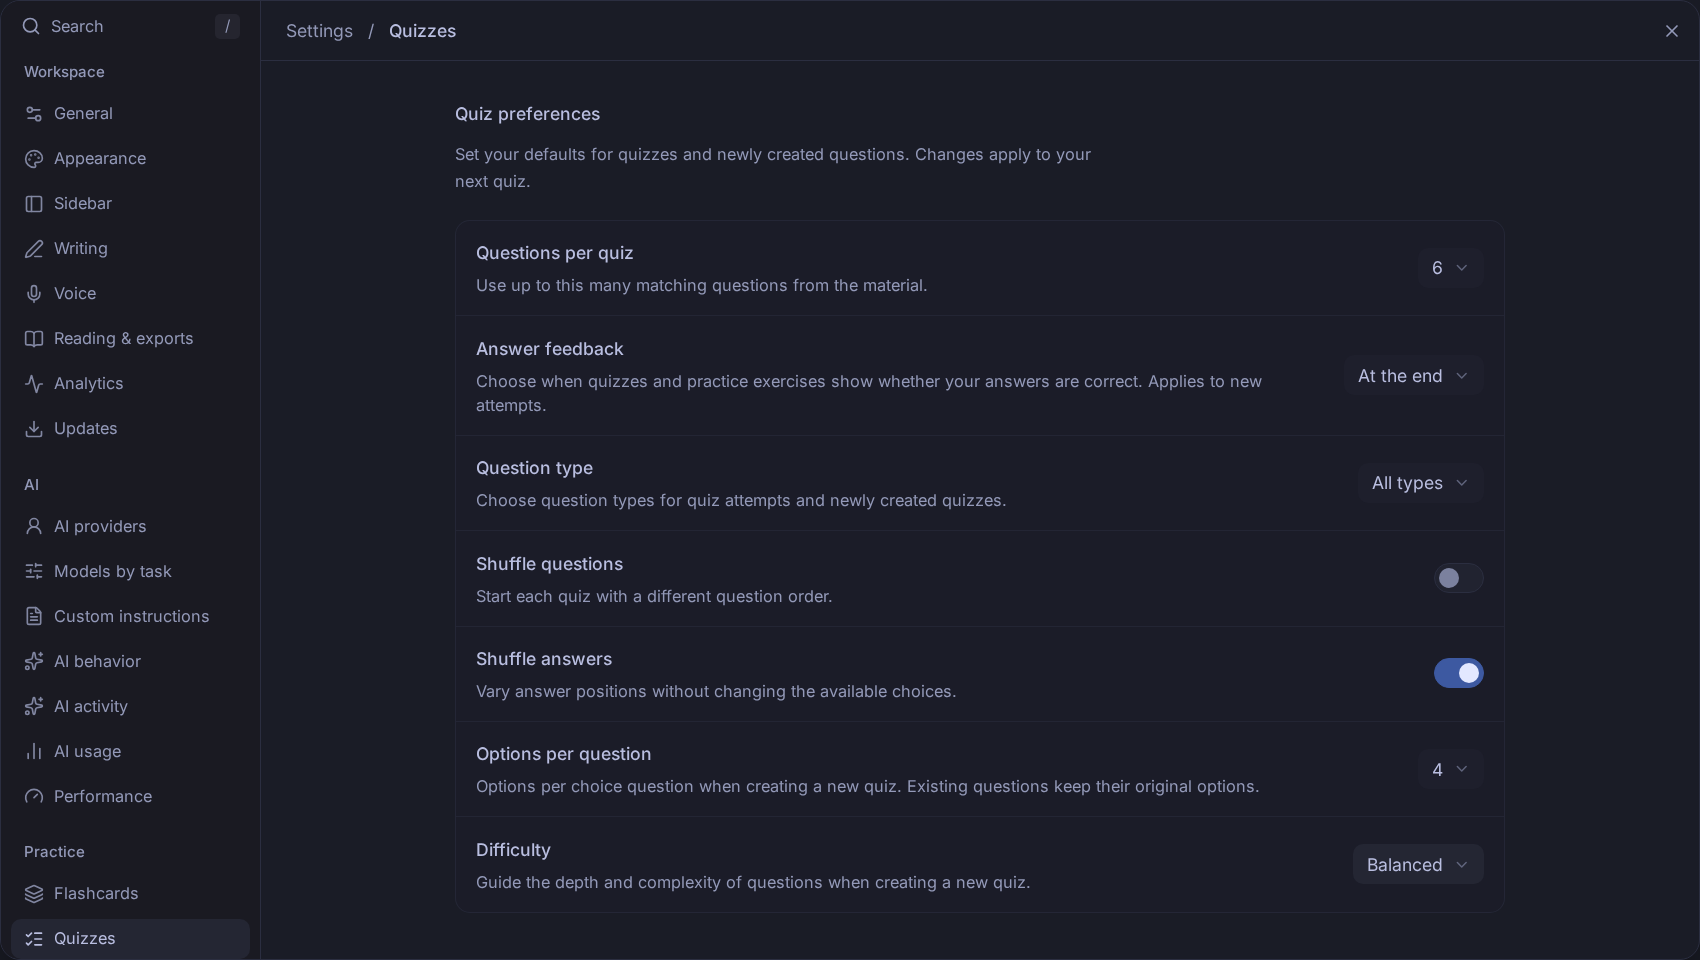 Search
/
Workspace
General
Appearance
Sidebar
Writing
Voice
Reading & exports
Analytics
Updates
AI
AI providers
Models by task
Custom instructions
AI behavior
AI activity
AI usage
Performance
Practice
Flashcards
Quizzes
Settings / Quizzes
Quiz preferences
Set your defaults for quizzes and newly created questions. Changes apply to your
next quiz.
Questions per quiz
Use up to this many matching questions from the material.
6
Answer feedback
Choose when quizzes and practice exercises show whether your answers are correct. Applies to new
attempts.
At the end
Question type
Choose question types for quiz attempts and newly created quizzes.
All types
Shuffle questions
Start each quiz with a different question order.
Shuffle answers
Vary answer positions without changing the available choices.
Options per question
Options per choice question when creating a new quiz. Existing questions keep their original options.
4
Difficulty
Guide the depth and complexity of questions when creating a new quiz.
Balanced